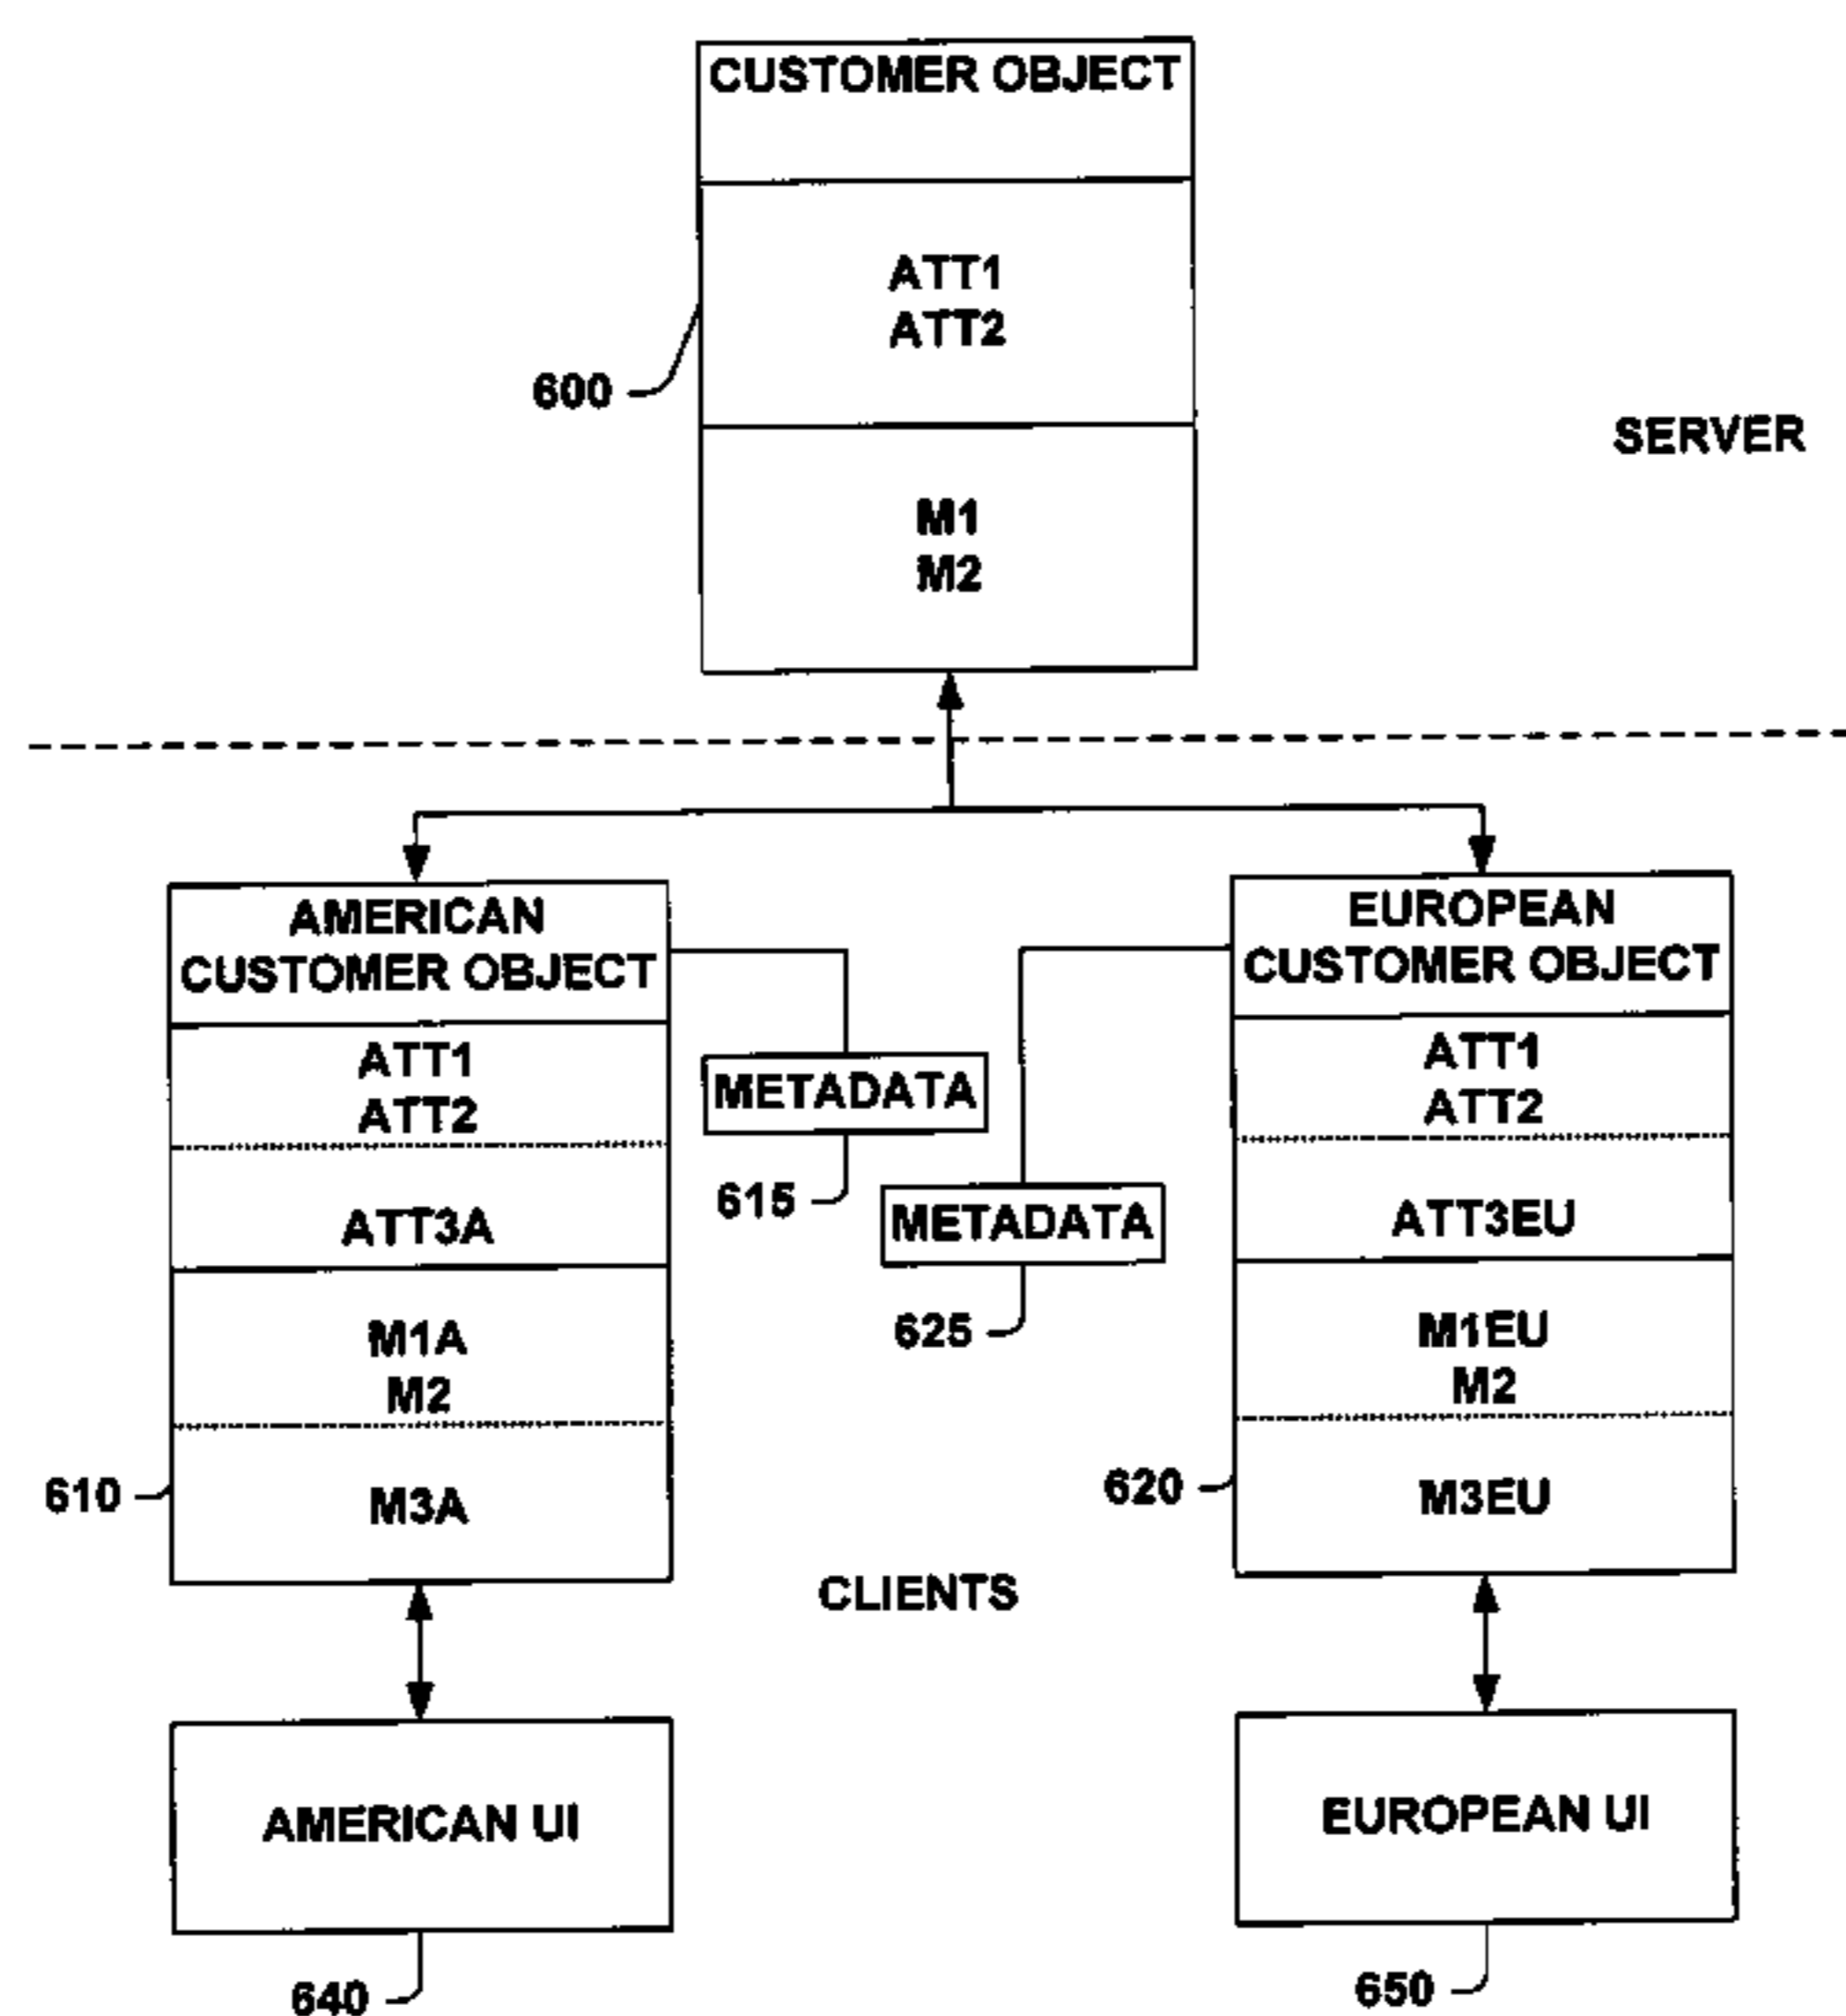 CUSTOMER OBJECT
ATT1
ATT2
600
SERVER
M1
M2
AMERICAN
CUSTOMER OBJECT
ATT1
ATT2
ATT3A
M1A
M2
M3A
610
METADATA
615
METADATA
625
EUROPEAN
CUSTOMER OBJECT
ATT1
ATT2
ATT3EU
M1EU
M2
M3EU
620
CLIENTS
AMERICAN UI
640
EUROPEAN UI
650